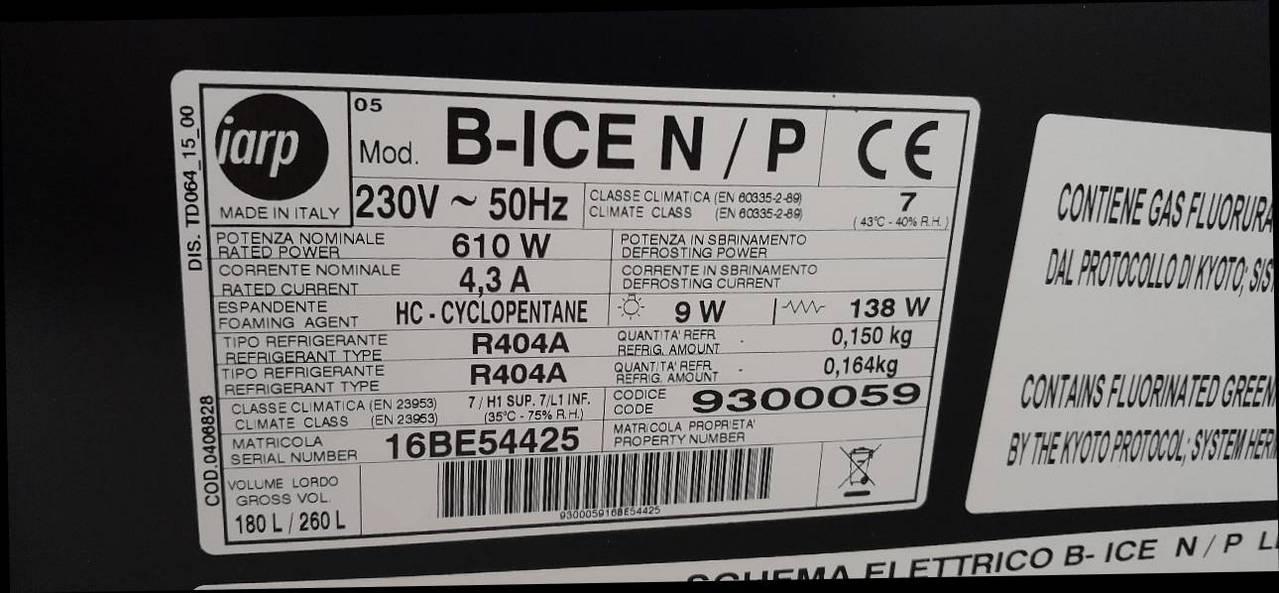 DIS. TD064_15_00
COD.0406828
iarp
MADE IN ITALY
05
Mod. B-ICE N / P
CE
230V ~ 50Hz
CLASSE CLIMATICA (EN 60335-2-89)
CLIMATE CLASS (EN 60335-2-89)
7
(43°C - 40% R.H.)
POTENZA NOMINALE
RATED POWER
610 W
POTENZA IN SBRINAMENTO
DEFROSTING POWER
CORRENTE NOMINALE
RATED CURRENT
4,3 A
CORRENTE IN SBRINAMENTO
DEFROSTING CURRENT
ESPANDENTE
FOAMING AGENT
HC - CYCLOPENTANE
9 W
138 W
TIPO REFRIGERANTE
REFRIGERANT TYPE
R404A
QUANTITA' REFR.
REFRIG. AMOUNT
0,150 kg
TIPO REFRIGERANTE
REFRIGERANT TYPE
R404A
QUANTITA' REFR.
REFRIG. AMOUNT
0,164kg
CLASSE CLIMATICA (EN 23953)
CLIMATE CLASS (EN 23953)
7 / H1 SUP. 7/L1 INF.
(35°C - 75% R.H.)
CODICE
CODE
9300059
MATRICOLA
SERIAL NUMBER
16BE54425
MATRICOLA PROPRIETA'
PROPERTY NUMBER
VOLUME LORDO
GROSS VOL.
180 L / 260 L
930005916BE54425
CONTIENE GAS FLUORURA
DAL PROTOCOLLO DI KYOTO; SIS
CONTAINS FLUORINATED GREEN
BY THE KYOTO PROTOCOL; SYSTEM HER
SCHEMA ELETTRICO B- ICE N / P L